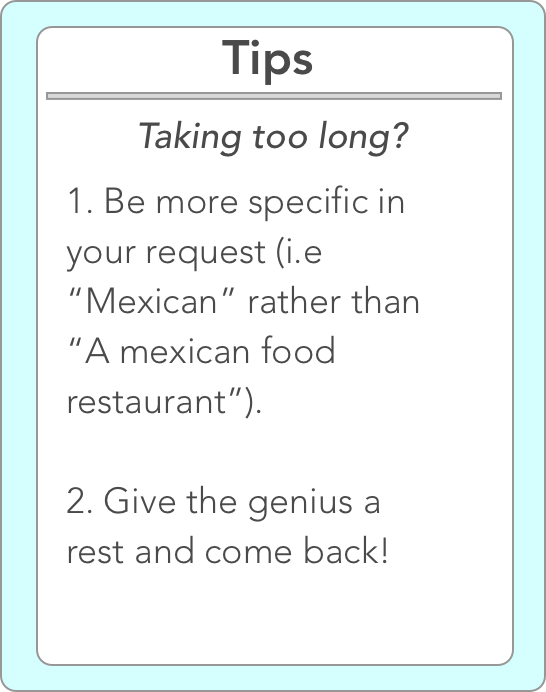 Tips
Taking too long?
1. Be more specific in
your request (i.e
“Mexican” rather than
“A mexican food
restaurant”).
2. Give the genius a
rest and come back!